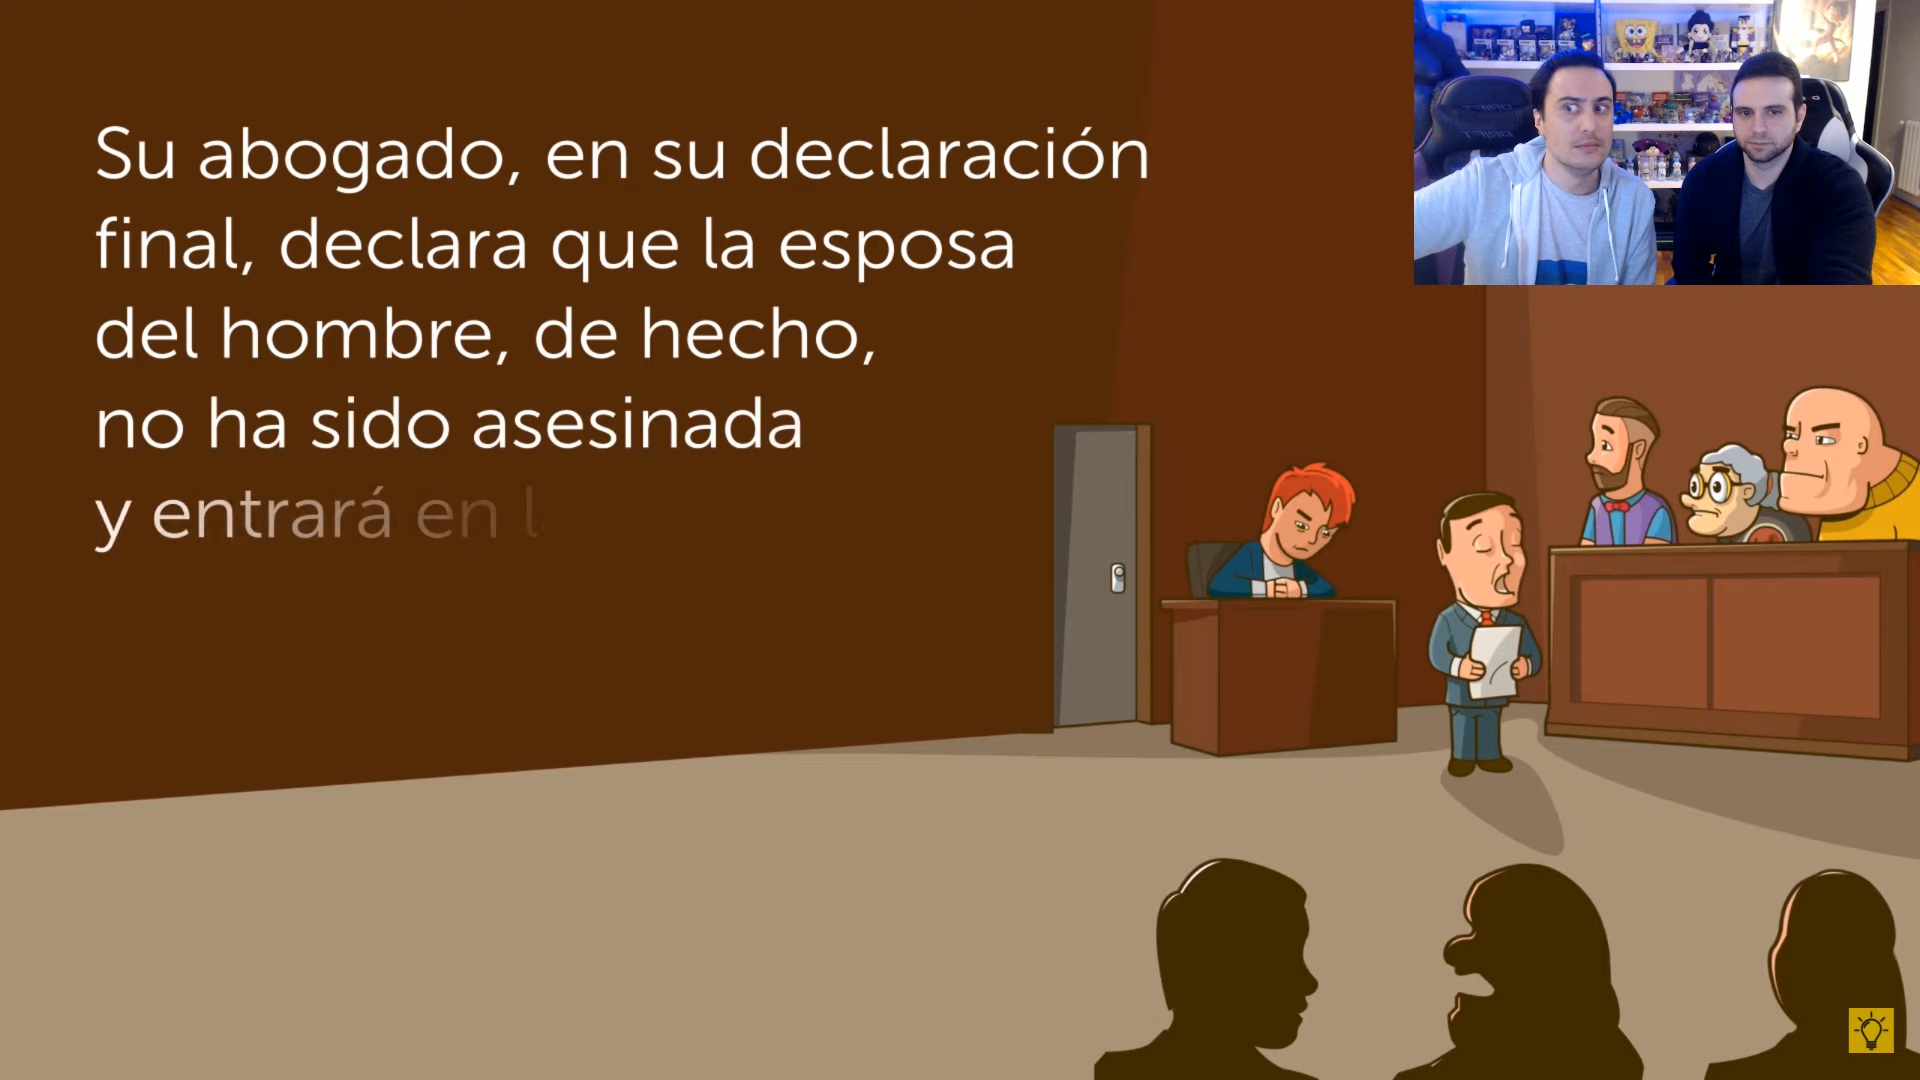 Su abogado, en su declaración
final, declara que la esposa
del hombre, de hecho,
no ha sido asesinada
y entrará en l